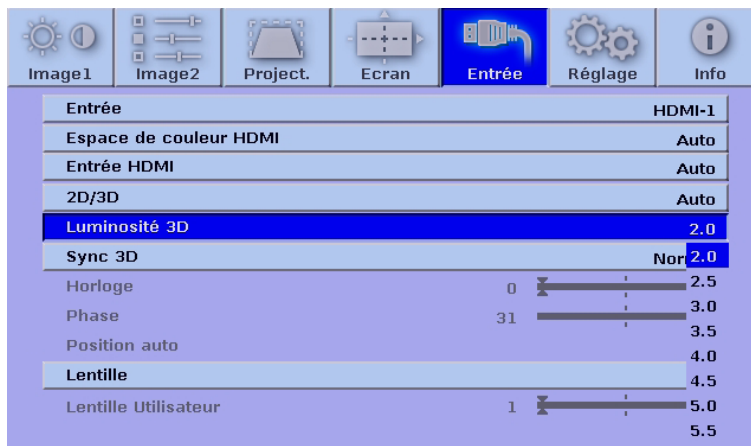 Image1 Image2 Project. Ecran Entrée Réglage Info
Entrée HDMI-1
Espace de couleur HDMI Auto
Entrée HDMI Auto
2D/3D Auto
Luminosité 3D 2.0
Sync 3D Nor 2.0
Horloge 0 2.5
3.0
Phase 31
3.5
Position auto
4.0
Lentille
4.5
Lentille Utilisateur 1 5.0
5.5